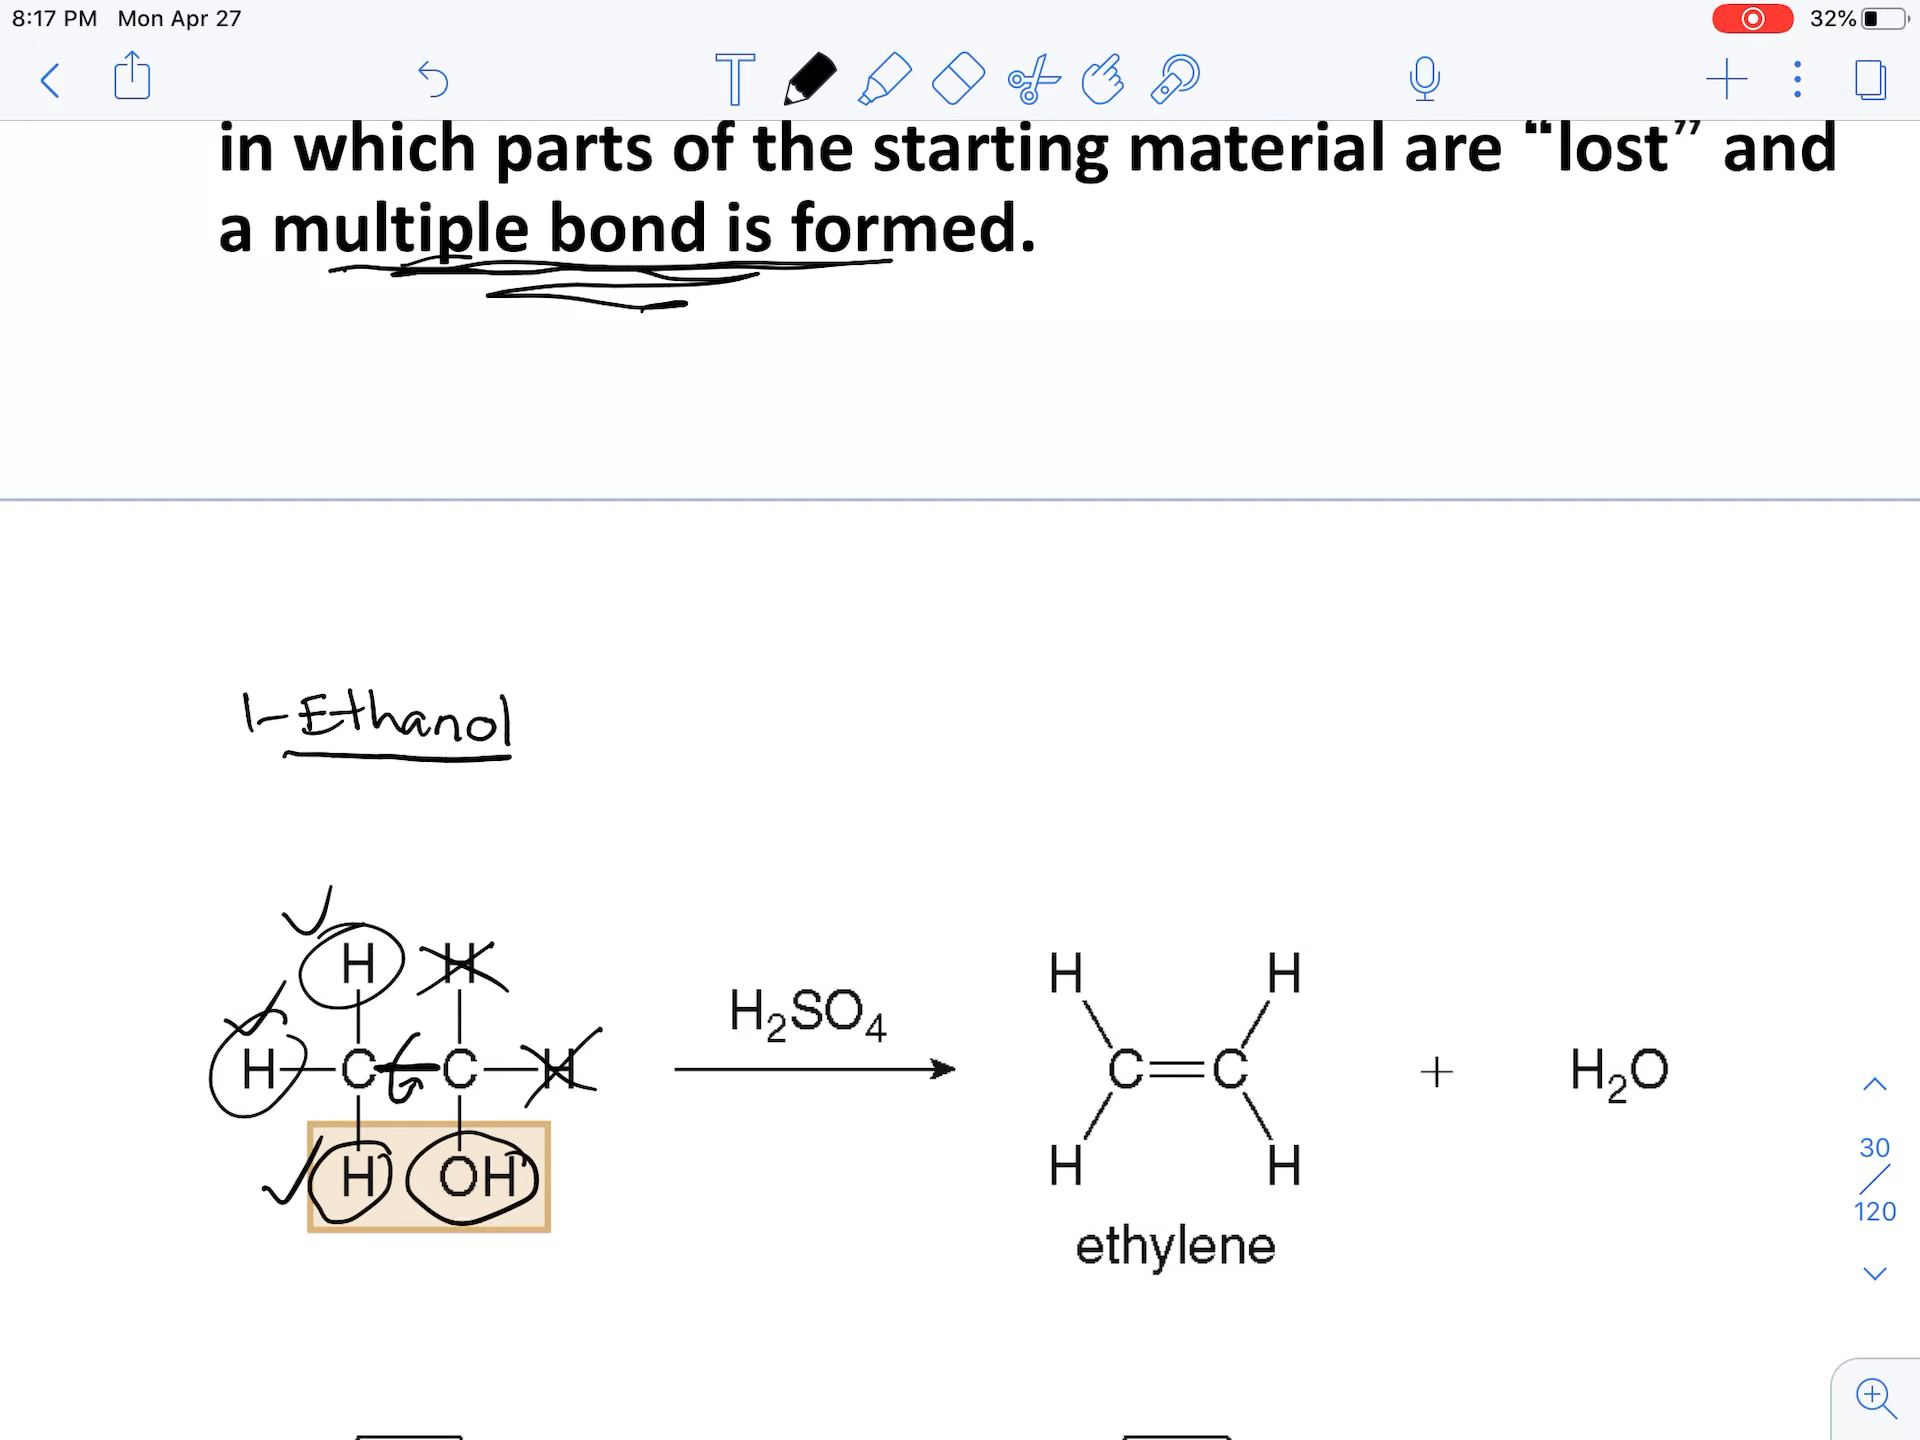 8:17 PM Mon Apr 27
32%
T
in which parts of the starting material are “lost” and
a multiple bond is formed.
1-Ethanol
H H
H C C H
H OH
H₂SO₄
H H
C=C
H H
+ H₂O
ethylene
30
/
120